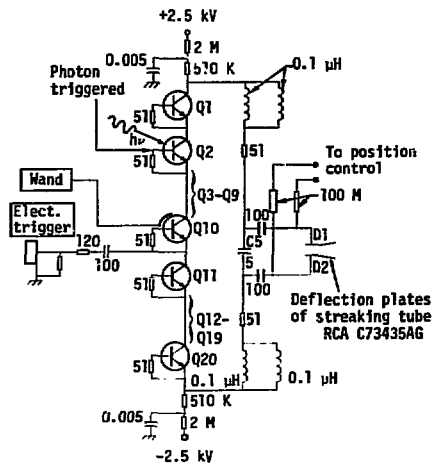 +2.5 kV
2 M
0.005
510 K
0.1 μH
Photon
triggered
51
Q1
hν
Q2
51
51
To position
control
Wand
Q3-Q9
100 M
Elect.
trigger
Q10
100
D1
120
51
C5
100
5
D2
Q11
100
51
Deflection plates
of streaking tube
RCA C73435AG
Q12-
Q19
51
51
Q20
0.1 μH
0.1 μH
510 K
0.005
2 M
-2.5 kV